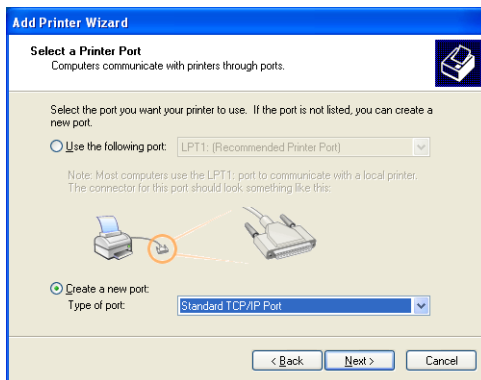 Add Printer Wizard
Select a Printer Port
Computers communicate with printers through ports.
Select the port you want your printer to use. If the port is not listed, you can create a
new port.
Use the following port: LPT1: (Recommended Printer Port)
Note: Most computers use the LPT1: port to communicate with a local printer.
The connector for this port should look something like this:
Create a new port:
Type of port: Standard TCP/IP Port
< Back Next > Cancel